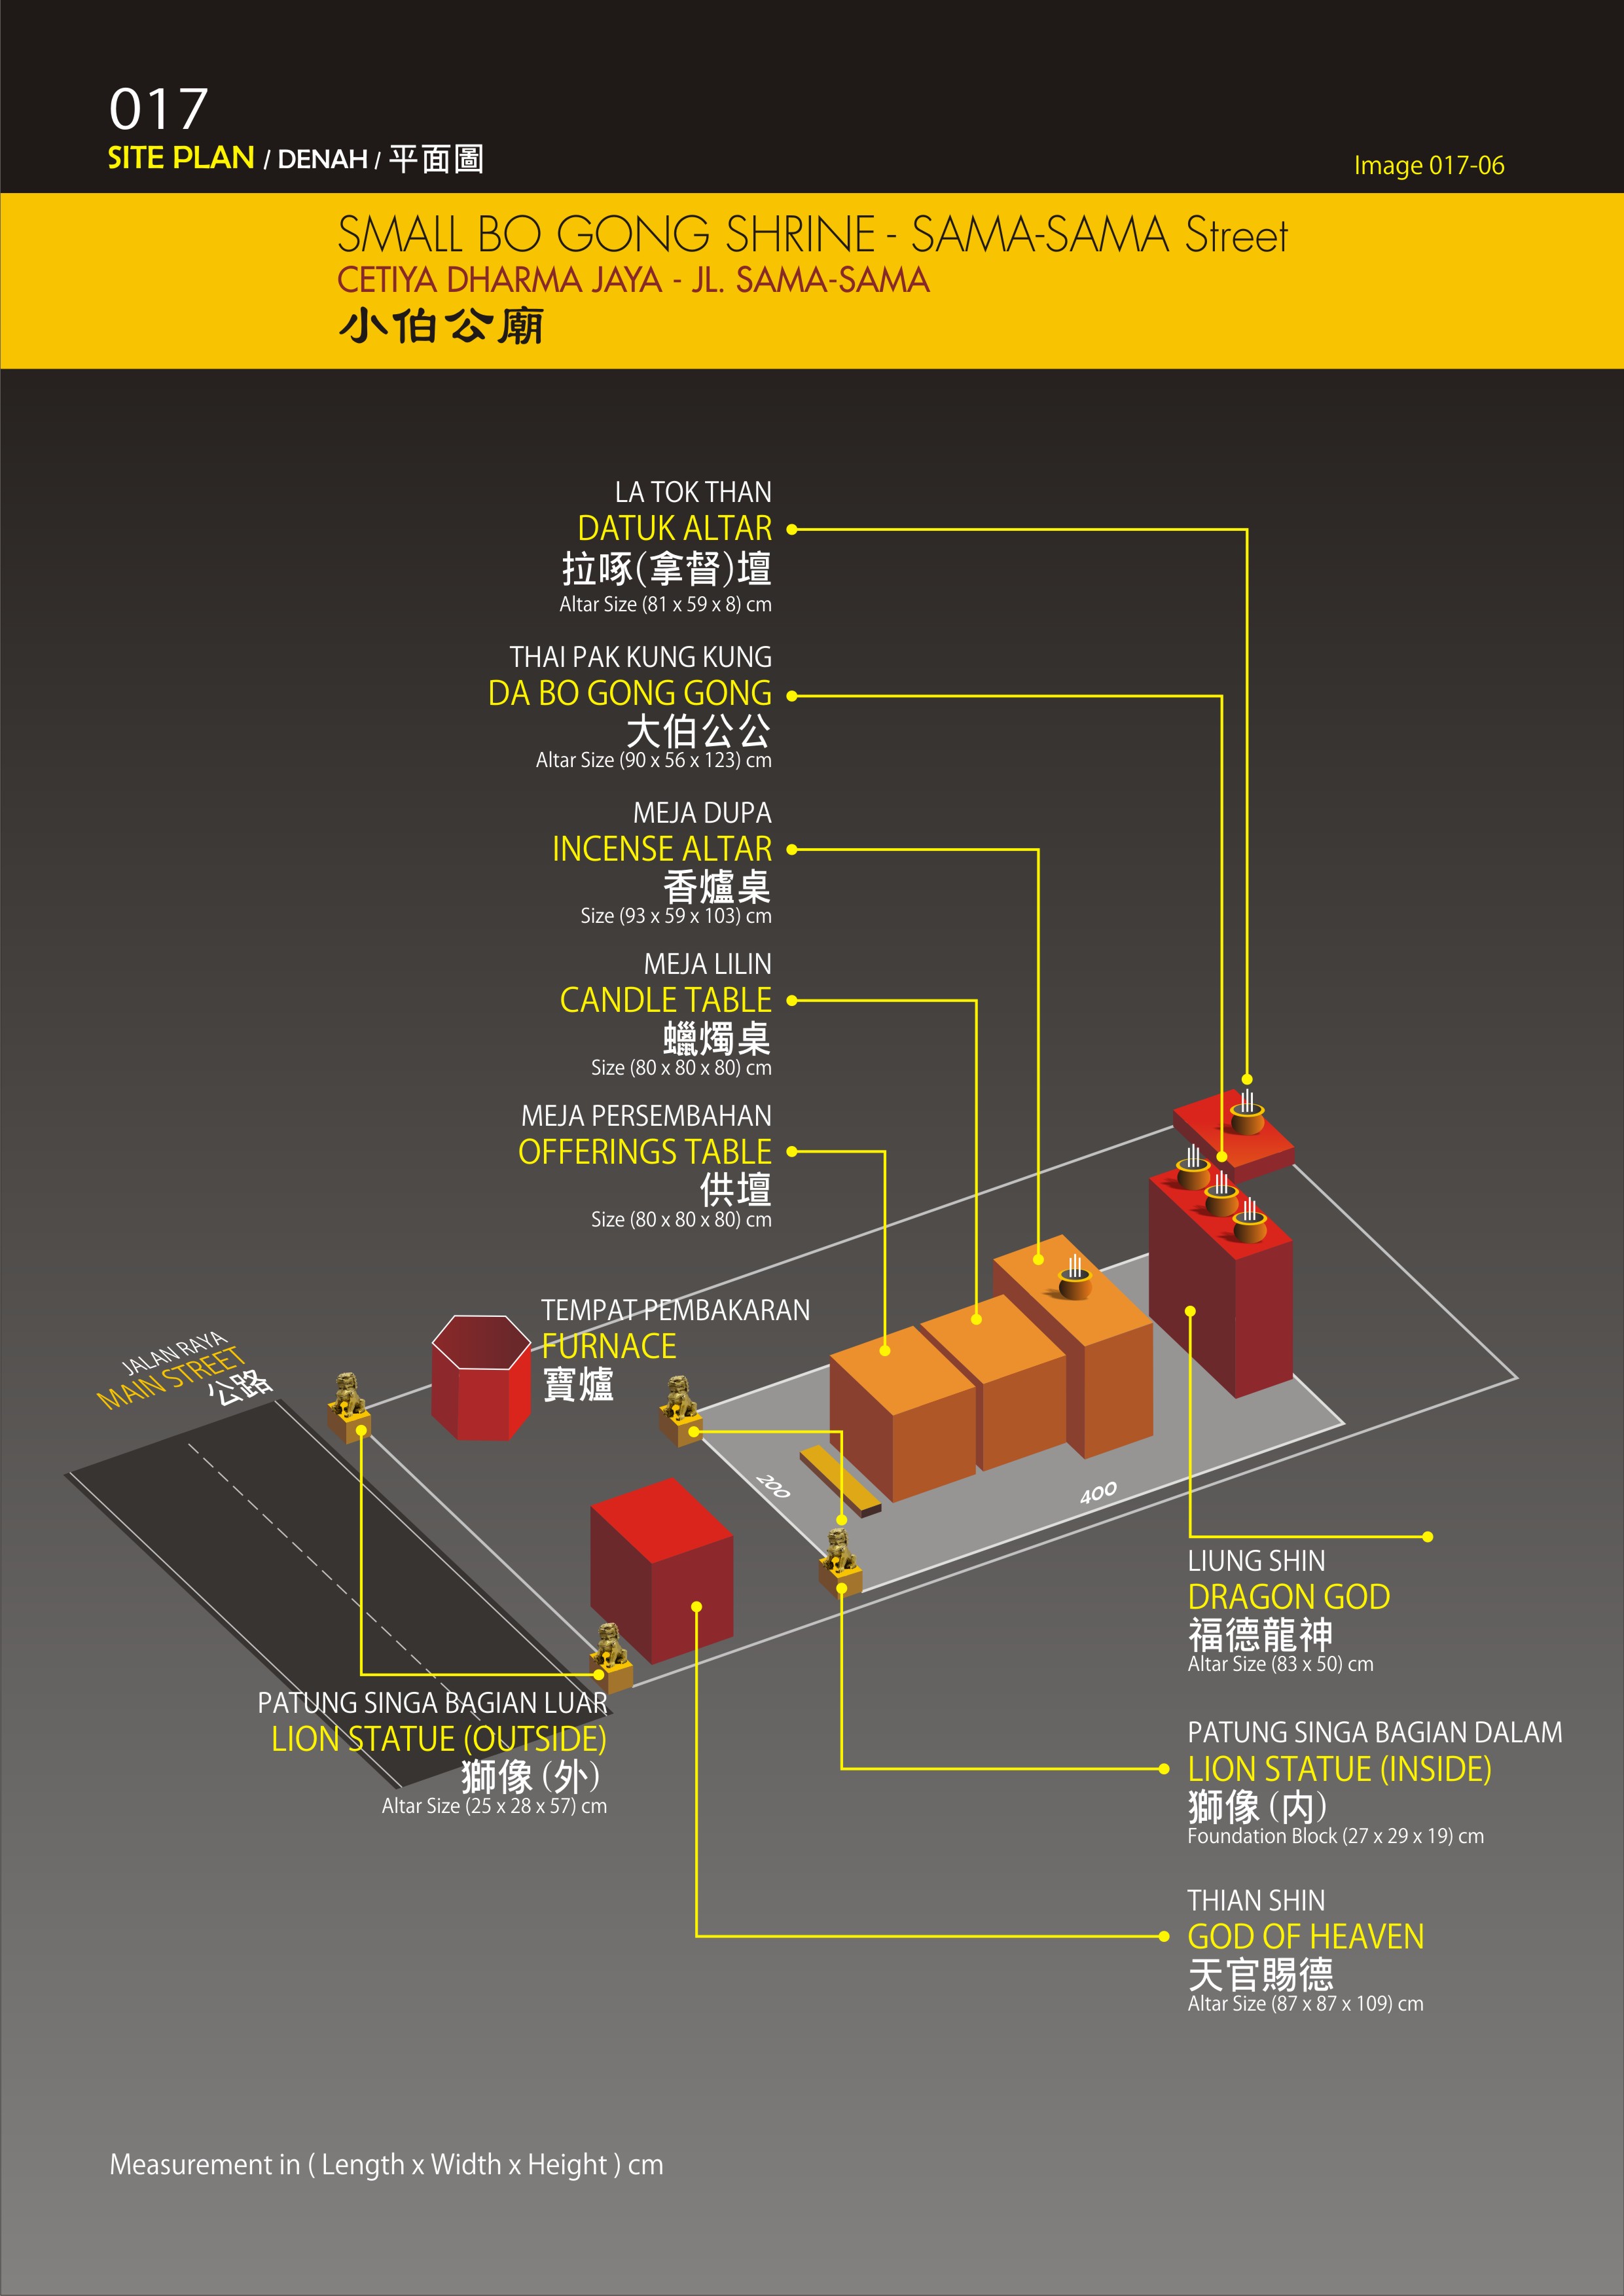 017
SITE PLAN / DENAH / 平面圖
Image 017-06
SMALL BO GONG SHRINE - SAMA-SAMA Street
CETIYA DHARMA JAYA - JL. SAMA-SAMA
小伯公廟
LA TOK THAN
DATUK ALTAR
拉啄(拿督)壇
Altar Size (81 x 59 x 8) cm
THAI PAK KUNG KUNG
DA BO GONG GONG
大伯公公
Altar Size (90 x 56 x 123) cm
MEJA DUPA
INCENSE ALTAR
香爐桌
Size (93 x 59 x 103) cm
MEJA LILIN
CANDLE TABLE
蠟燭桌
Size (80 x 80 x 80) cm
MEJA PERSEMBAHAN
OFFERINGS TABLE
供壇
Size (80 x 80 x 80) cm
TEMPAT PEMBAKARAN
FURNACE
寶爐
JALAN RAYA
MAIN STREET
公路
200
400
LIUNG SHIN
DRAGON GOD
福德龍神
Altar Size (83 x 50) cm
PATUNG SINGA BAGIAN LUAR
LION STATUE (OUTSIDE)
獅像 (外)
Altar Size (25 x 28 x 57) cm
PATUNG SINGA BAGIAN DALAM
LION STATUE (INSIDE)
獅像 (内)
Foundation Block (27 x 29 x 19) cm
THIAN SHIN
GOD OF HEAVEN
天官賜德
Altar Size (87 x 87 x 109) cm
Measurement in ( Length x Width x Height ) cm